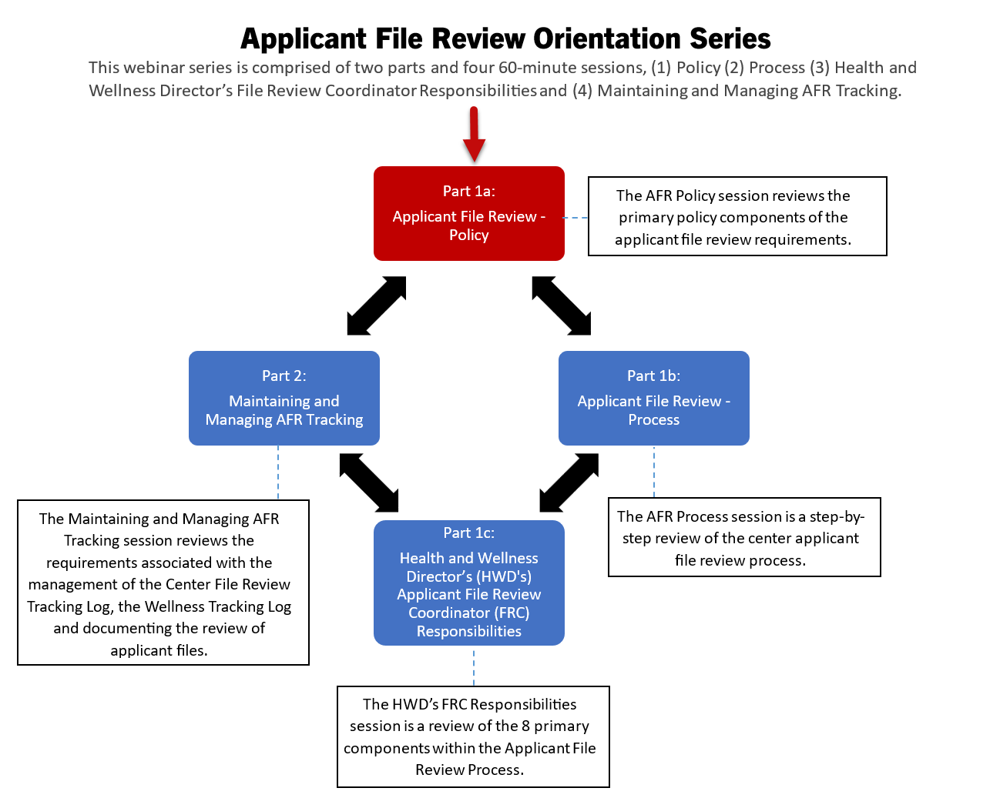 Applicant File Review Orientation Series
This webinar series is comprised of two parts and four 60-minute sessions, (1) Policy (2) Process (3) Health and
Wellness Director’s File Review Coordinator Responsibilities and (4) Maintaining and Managing AFR Tracking.
Part 1a:
Applicant File Review -
Policy
The AFR Policy session reviews the
primary policy components of the
applicant file review requirements.
Part 2:
Maintaining and
Managing AFR Tracking
Part 1b:
Applicant File Review -
Process
The Maintaining and Managing AFR
Tracking session reviews the
requirements associated with the
management of the Center File Review
Tracking Log, the Wellness Tracking Log
and documenting the review of
applicant files.
The AFR Process session is a step-by-
step review of the center applicant
file review process.
Part 1c:
Health and Wellness
Director’s (HWD's)
Applicant File Review
Coordinator (FRC)
Responsibilities
The HWD’s FRC Responsibilities
session is a review of the 8 primary
components within the Applicant File
Review Process.